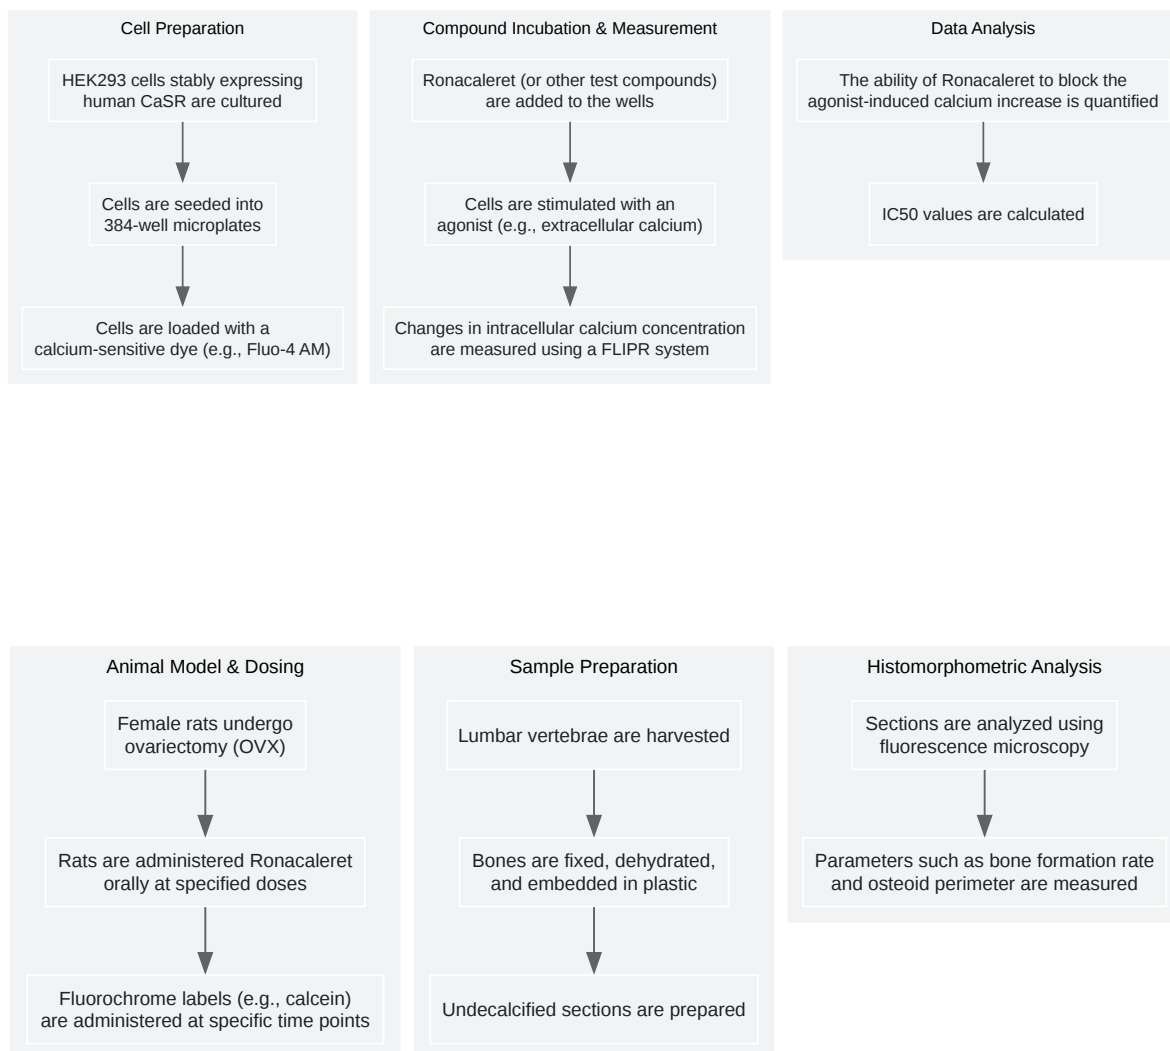 Cell Preparation
HEK293 cells stably expressing
human CaSR are cultured
Cells are seeded into
384-well microplates
Cells are loaded with a
calcium-sensitive dye (e.g., Fluo-4 AM)
Compound Incubation & Measurement
Ronacaleret (or other test compounds)
are added to the wells
Cells are stimulated with an
agonist (e.g., extracellular calcium)
Changes in intracellular calcium concentration
are measured using a FLIPR system
Data Analysis
The ability of Ronacaleret to block the
agonist-induced calcium increase is quantified
IC50 values are calculated
Animal Model & Dosing
Female rats undergo
ovariectomy (OVX)
Rats are administered Ronacaleret
orally at specified doses
Fluorochrome labels (e.g., calcein)
are administered at specific time points
Sample Preparation
Lumbar vertebrae are harvested
Bones are fixed, dehydrated,
and embedded in plastic
Undecalcified sections are prepared
Histomorphometric Analysis
Sections are analyzed using
fluorescence microscopy
Parameters such as bone formation rate
and osteoid perimeter are measured